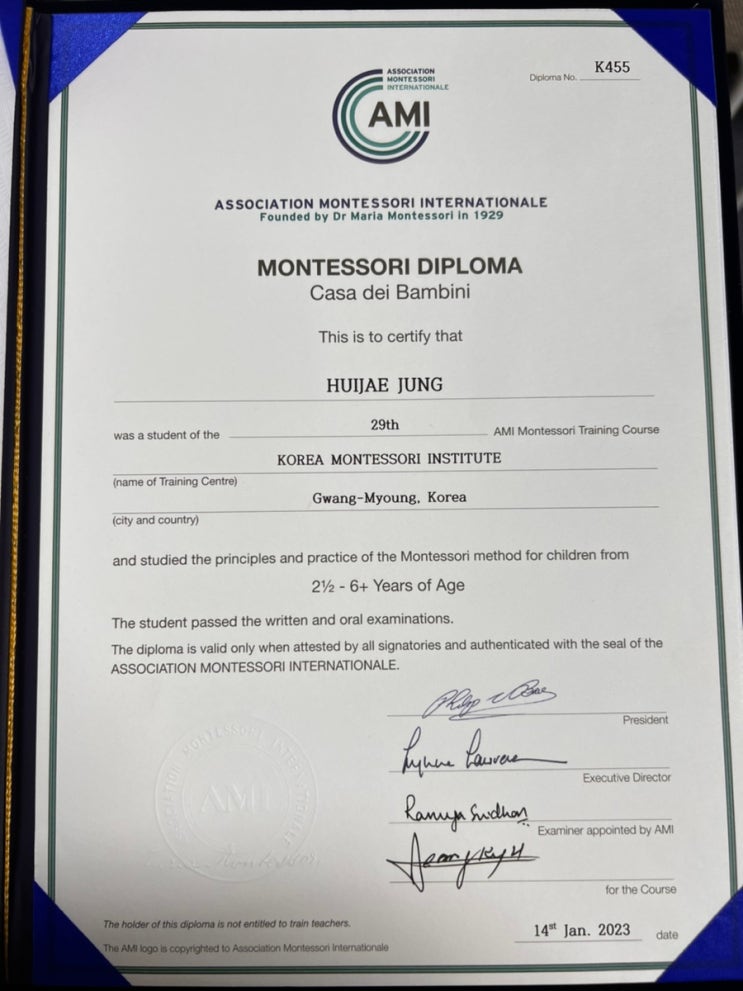 ASSOCIATION
MONTESSORI
INTERNATIONALE
AMI
Diploma No. K455
ASSOCIATION MONTESSORI INTERNATIONALE
Founded by Dr Maria Montessori in 1929
MONTESSORI DIPLOMA
Casa dei Bambini
This is to certify that
HUIJAE JUNG
was a student of the 29th AMI Montessori Training Course
KOREA MONTESSORI INSTITUTE
(name of Training Centre)
Gwang-Myoung, Korea
(city and country)
and studied the principles and practice of the Montessori method for children from
2½ - 6+ Years of Age
The student passed the written and oral examinations.
The diploma is valid only when attested by all signatories and authenticated with the seal of the
ASSOCIATION MONTESSORI INTERNATIONALE.
President
Executive Director
Examiner appointed by AMI
for the Course
ASSOCIATION MONTESSORI INTERNATIONALE
AMI
The holder of this diploma is not entitled to train teachers.
14st Jan. 2023 date
The AMI logo is copyrighted to Association Montessori Internationale